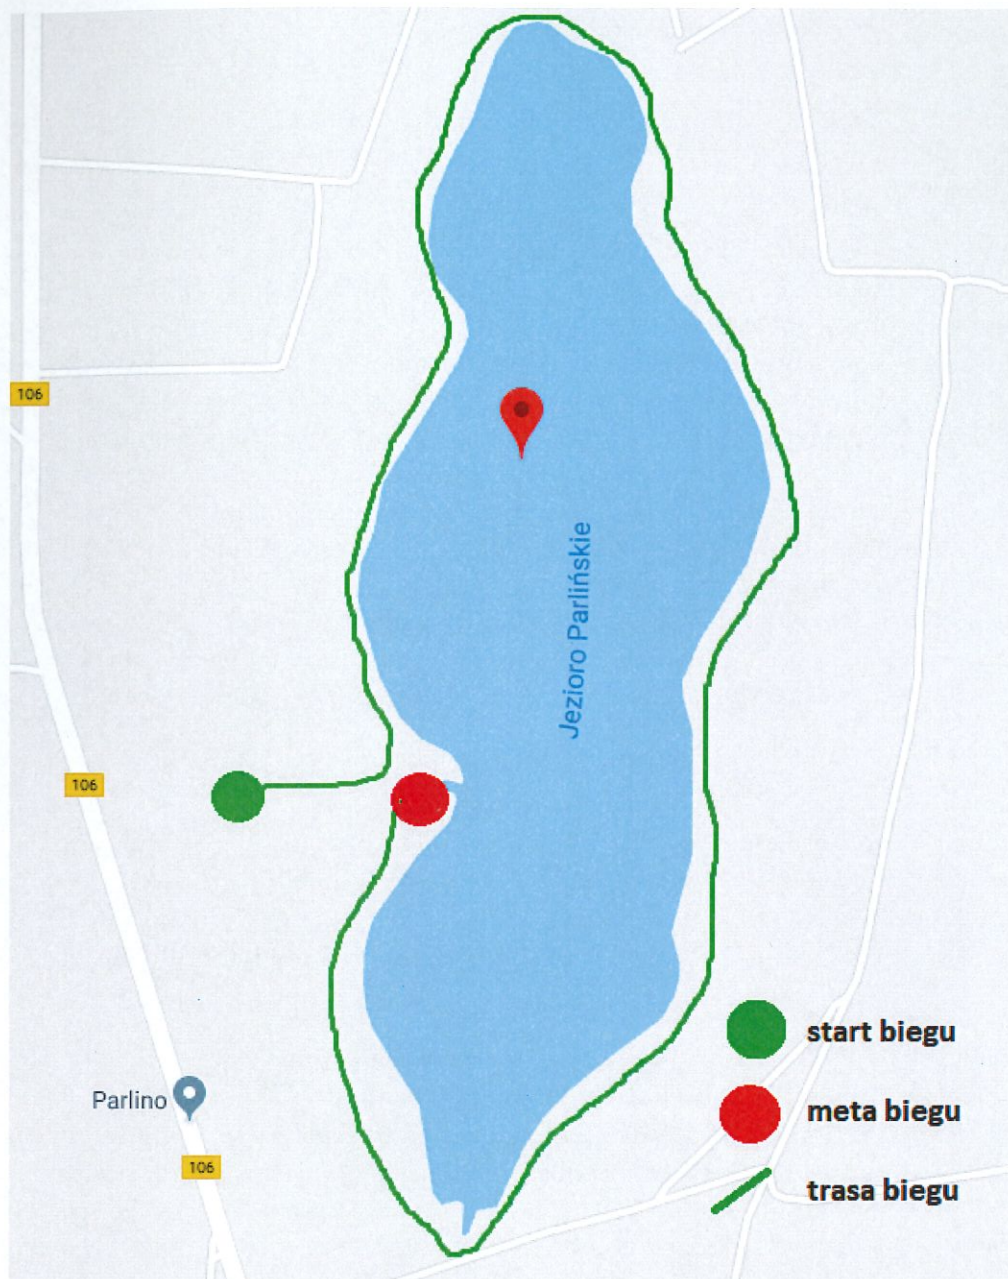 106
Jezioro Parlińskie
106
start biegu
Parlino
meta biegu
106
trasa biegu